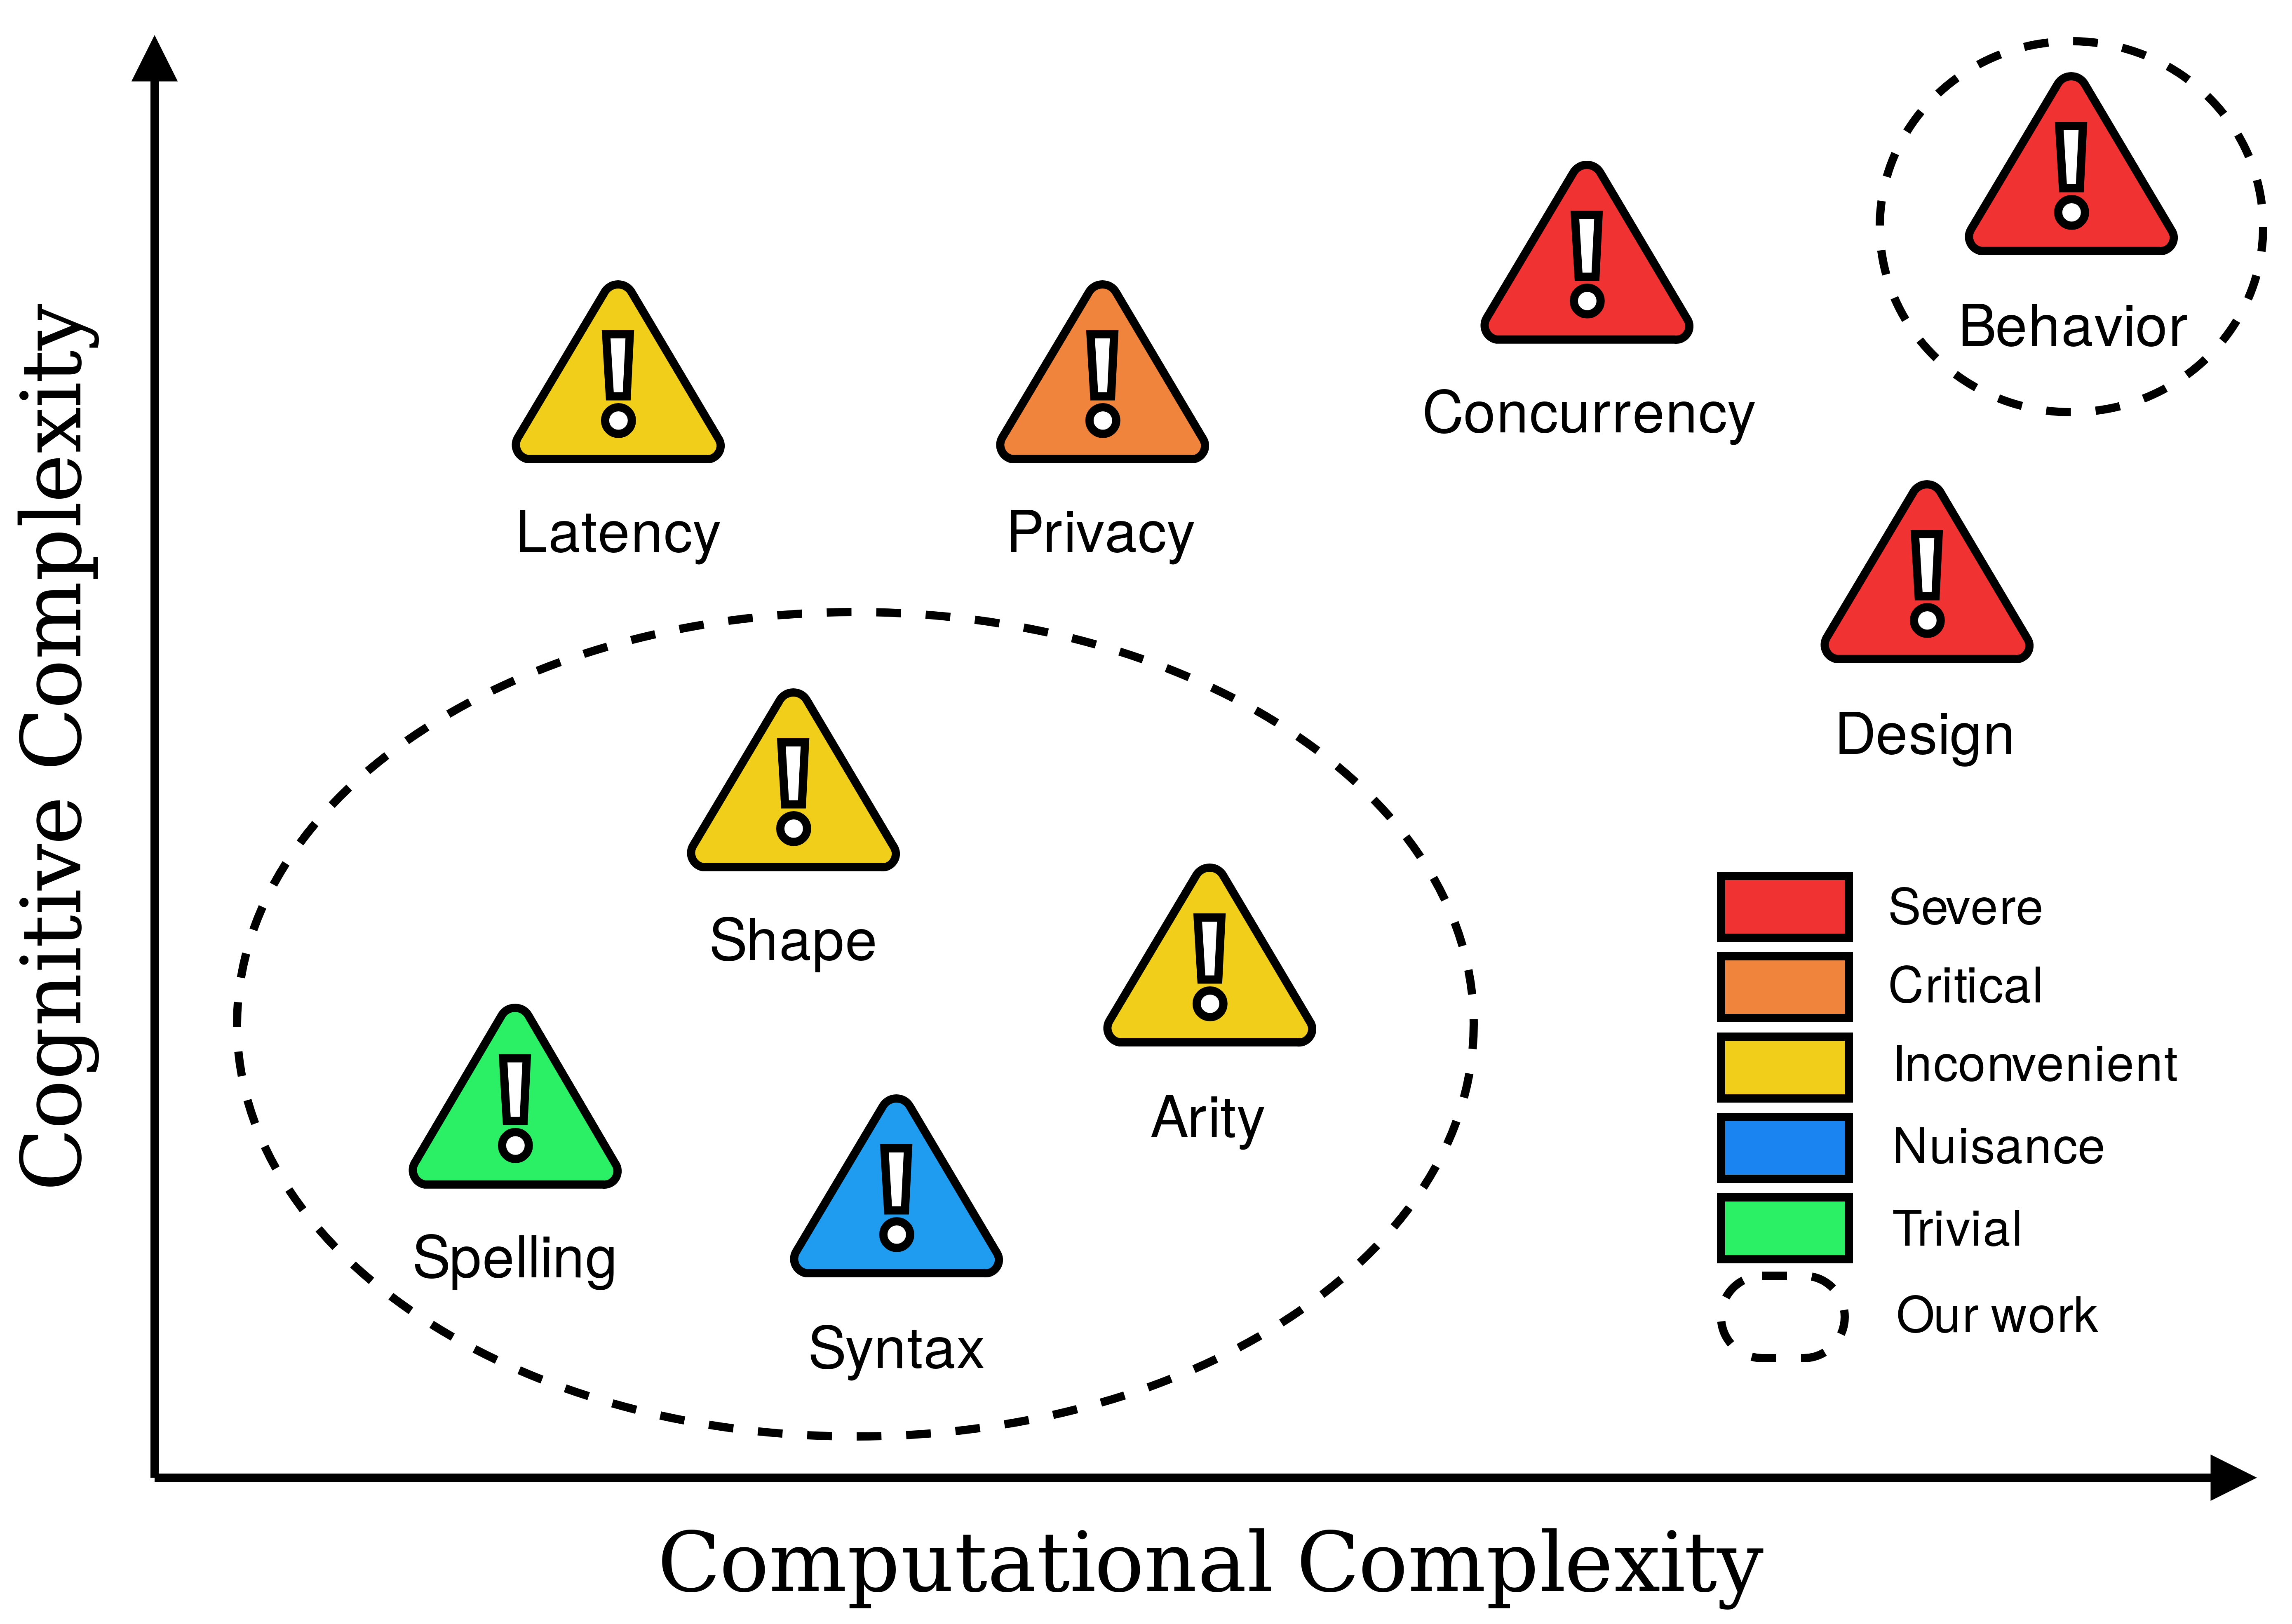 Cognitive Complexity
Behavior
Concurrency
Latency
Privacy
Design
Shape
Arity
Spelling
Syntax
Severe
Critical
Inconvenient
Nuisance
Trivial
Our work
Computational Complexity